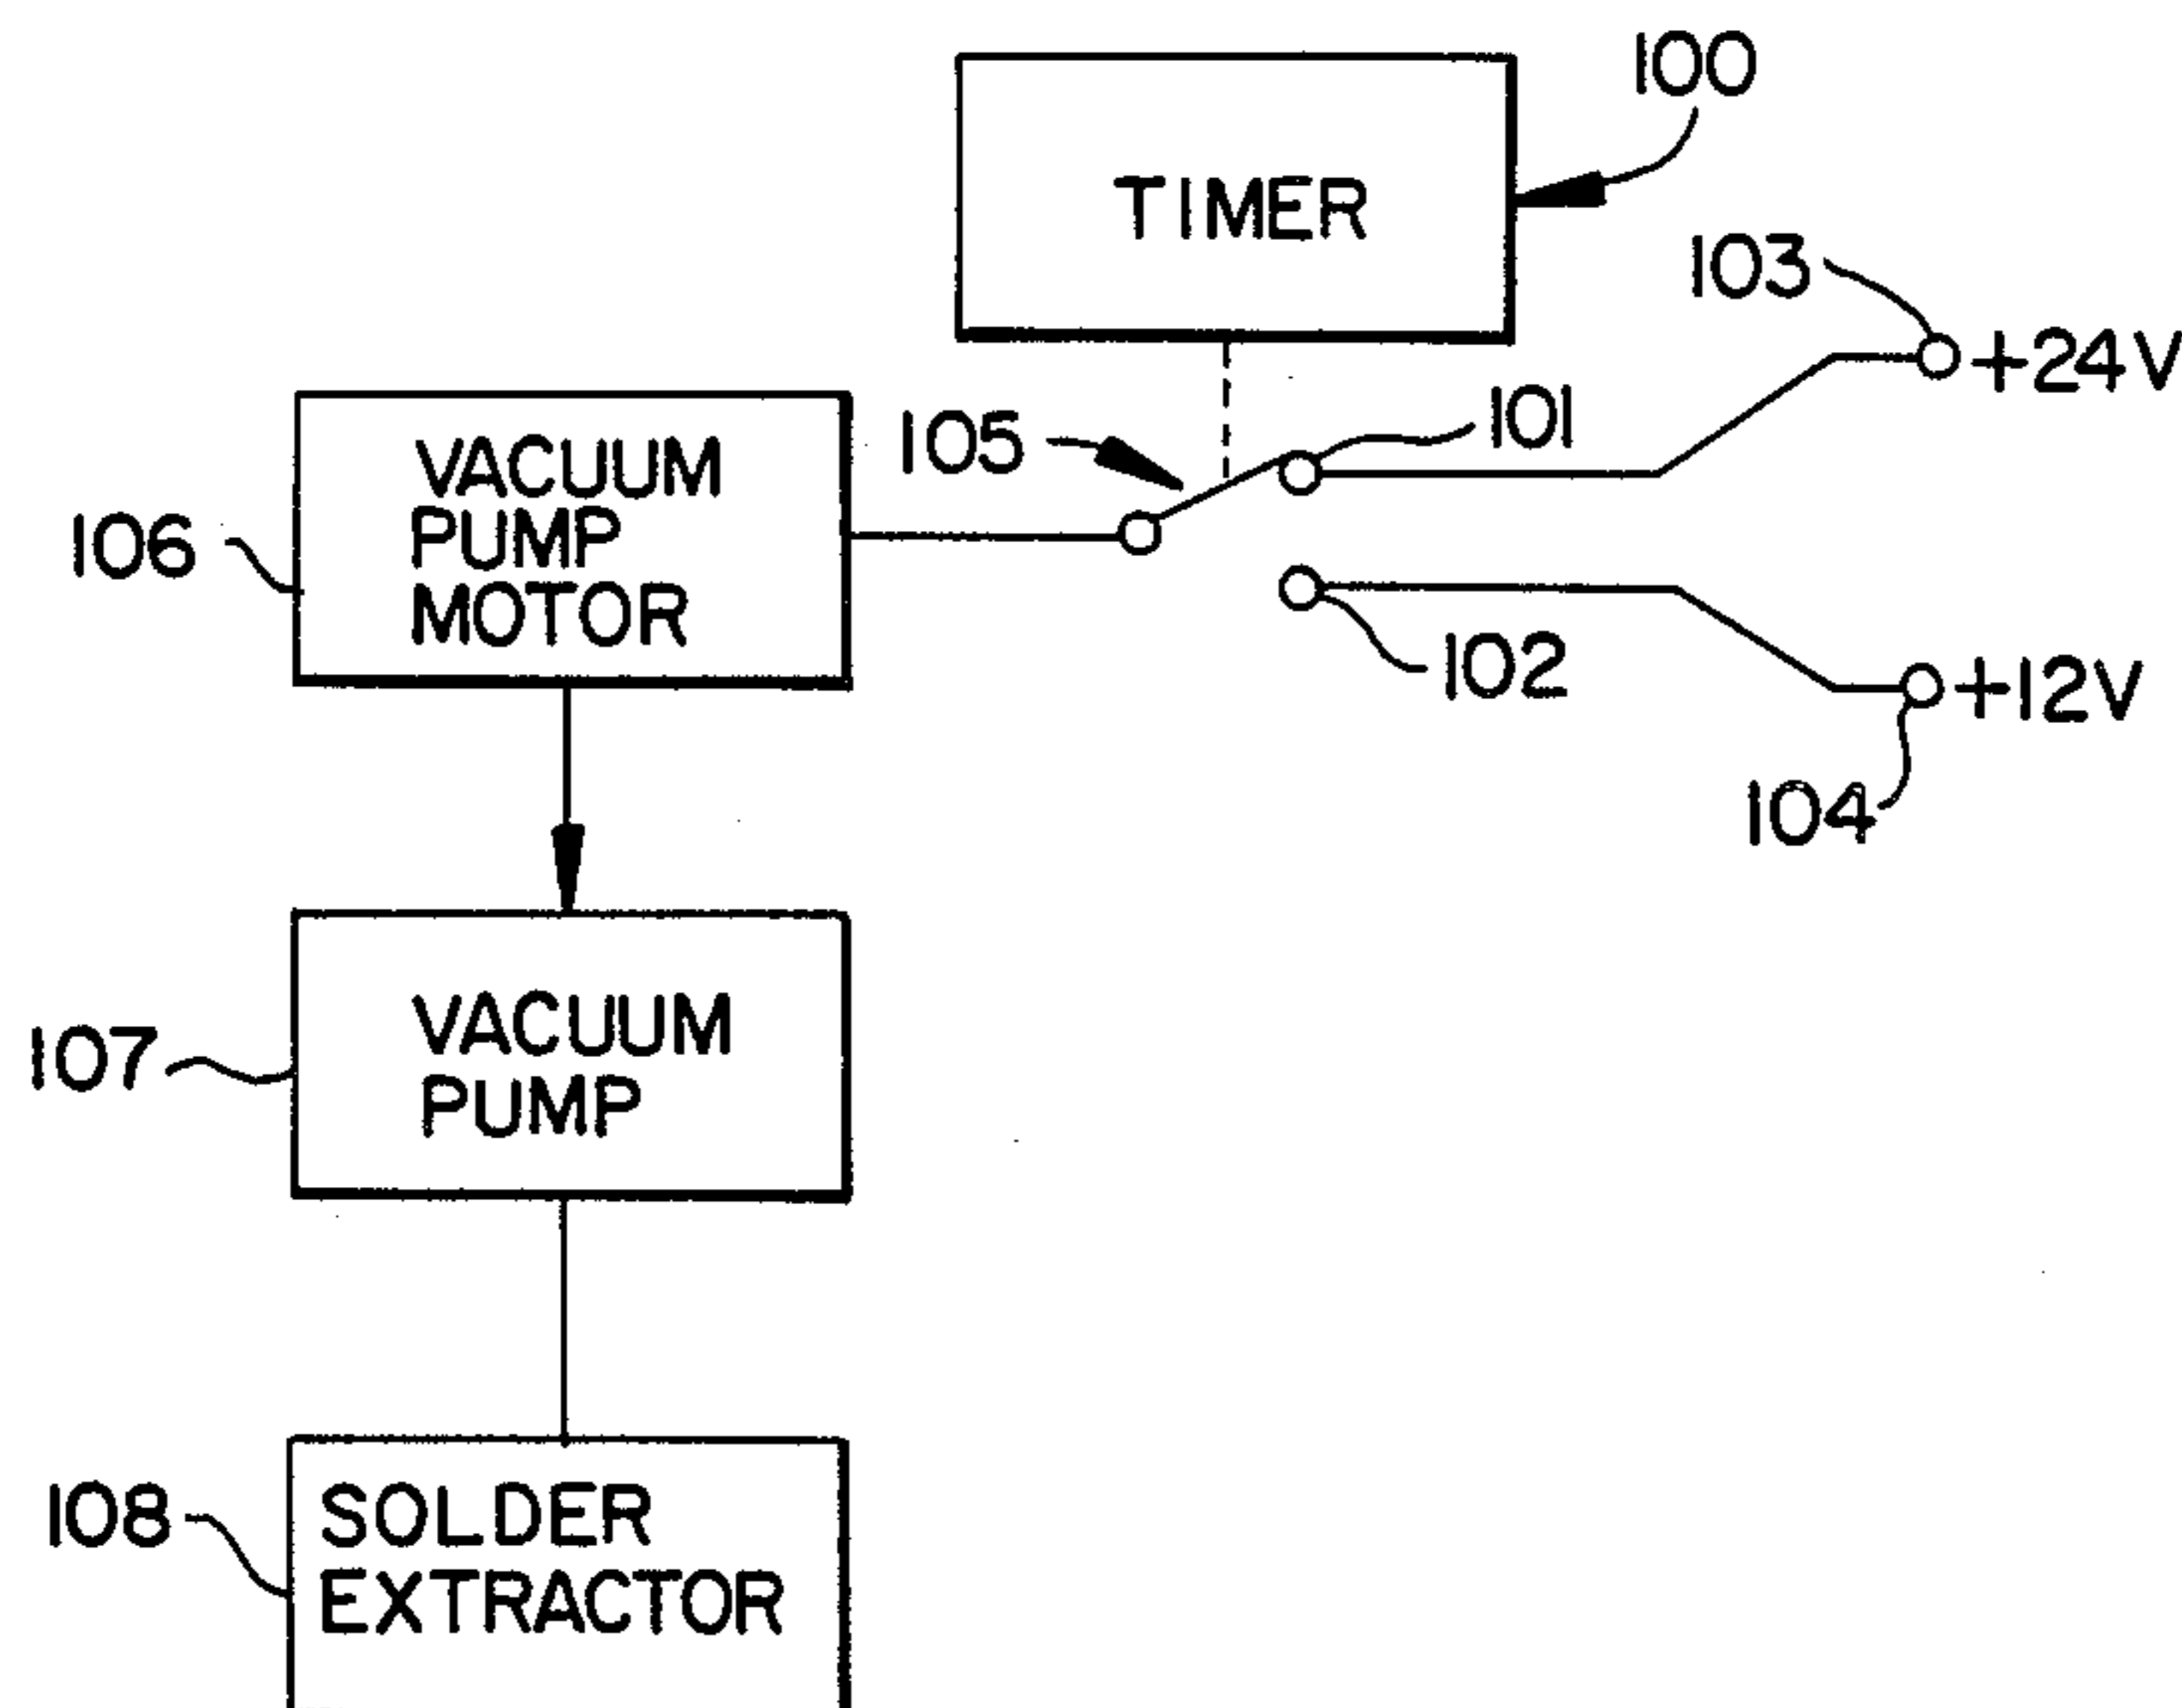 100
TIMER
103
+24V
101
105
VACUUM
PUMP
MOTOR
106
102
+12V
104
VACUUM
PUMP
107
108
SOLDER
EXTRACTOR